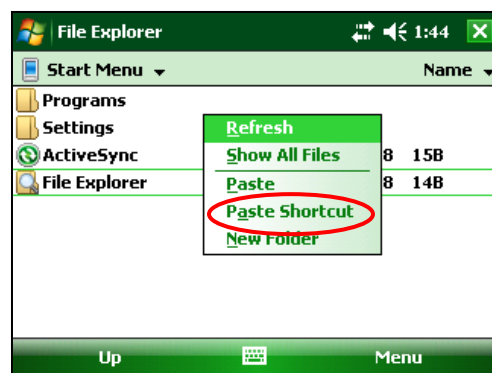 File Explorer 1:44
Start Menu Name
Programs
Settings
ActiveSync 8 15B
File Explorer 8 14B
Refresh
Show All Files
Paste
Paste Shortcut
New Folder
Up Menu